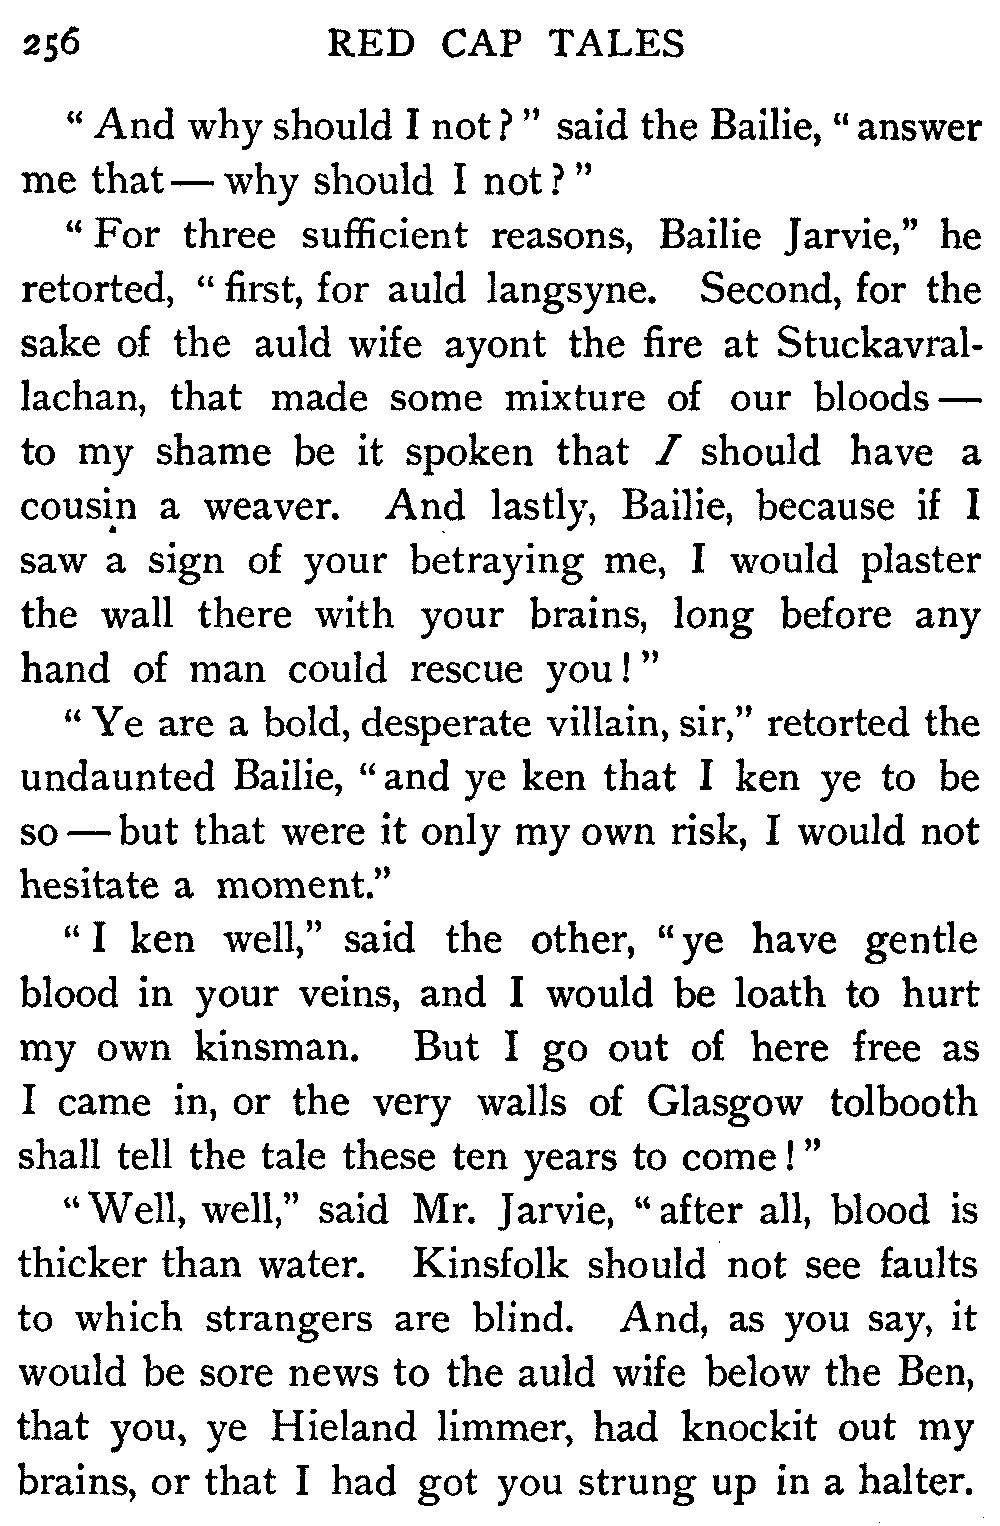 256 RED CAP TALES
“ And why should I not ? ” said the Bailie, “ answer
me that — why should I not ? ”
“ For three sufficient reasons, Bailie Jarvie,” he
retorted, “ first, for auld langsyne. Second, for the
sake of the auld wife ayont the fire at Stuckavral-
lachan, that made some mixture of our bloods —
to my shame be it spoken that I should have a
cousin a weaver. And lastly, Bailie, because if I
saw a sign of your betraying me, I would plaster
the wall there with your brains, long before any
hand of man could rescue you ! ”
“ Ye are a bold, desperate villain, sir,” retorted the
undaunted Bailie, “ and ye ken that I ken ye to be
so — but that were it only my own risk, I would not
hesitate a moment.”
“ I ken well,” said the other, “ ye have gentle
blood in your veins, and I would be loath to hurt
my own kinsman. But I go out of here free as
I came in, or the very walls of Glasgow tolbooth
shall tell the tale these ten years to come ! ”
“ Well, well,” said Mr. Jarvie, “ after all, blood is
thicker than water. Kinsfolk should not see faults
to which strangers are blind. And, as you say, it
would be sore news to the auld wife below the Ben,
that you, ye Hieland limmer, had knockit out my
brains, or that I had got you strung up in a halter.